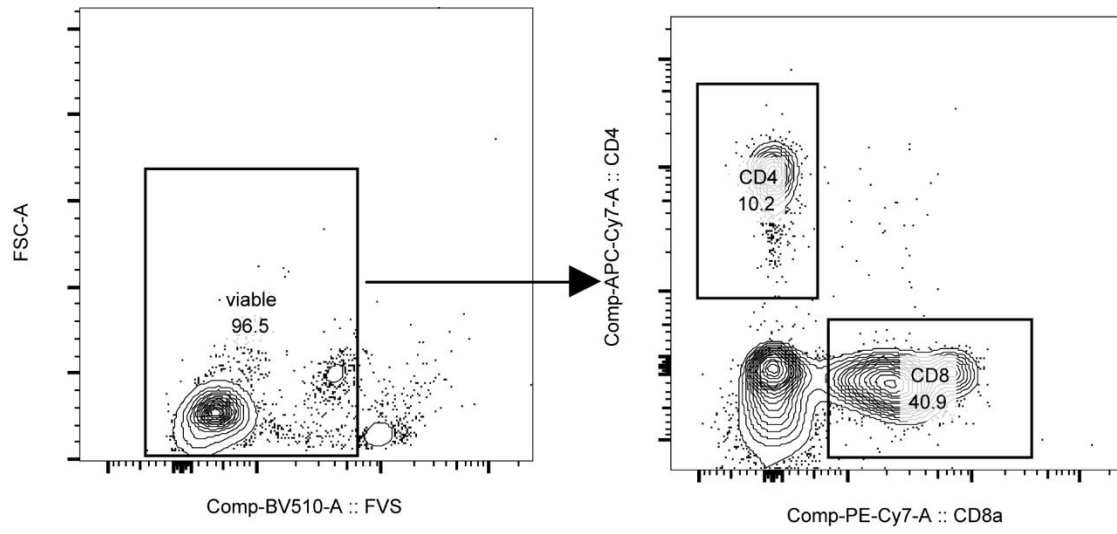 FSC-A
viable
96.5
Comp-BV510-A :: FVS
Comp-APC-Cy7-A :: CD4
CD4
10.2
CD8
40.9
Comp-PE-Cy7-A :: CD8a